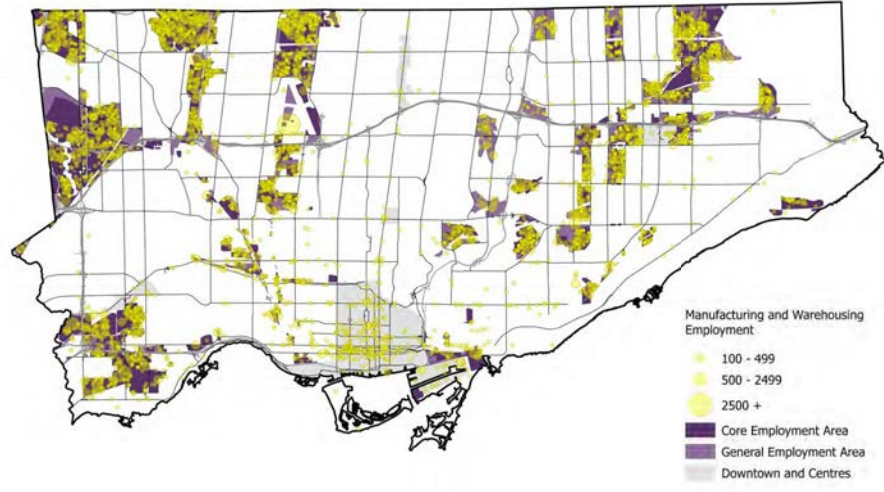 Manufacturing and Warehousing
Employment
100 - 499
500 - 2499
2500 +
Core Employment Area
General Employment Area
Downtown and Centres